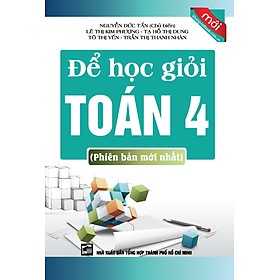 NGUYỄN ĐỨC TẤN (Chủ biên)
LÊ THỊ KIM PHƯỢNG - TẠ HỒ THỊ DUNG
TÔ THỊ YẾN - TRẦN THỊ THANH NHÀN
mới
Để học giỏi
TOÁN 4
(Phiên bản mới nhất)
NHÀ XUẤT BẢN TỔNG HỢP THÀNH PHỐ HỒ CHÍ MINH